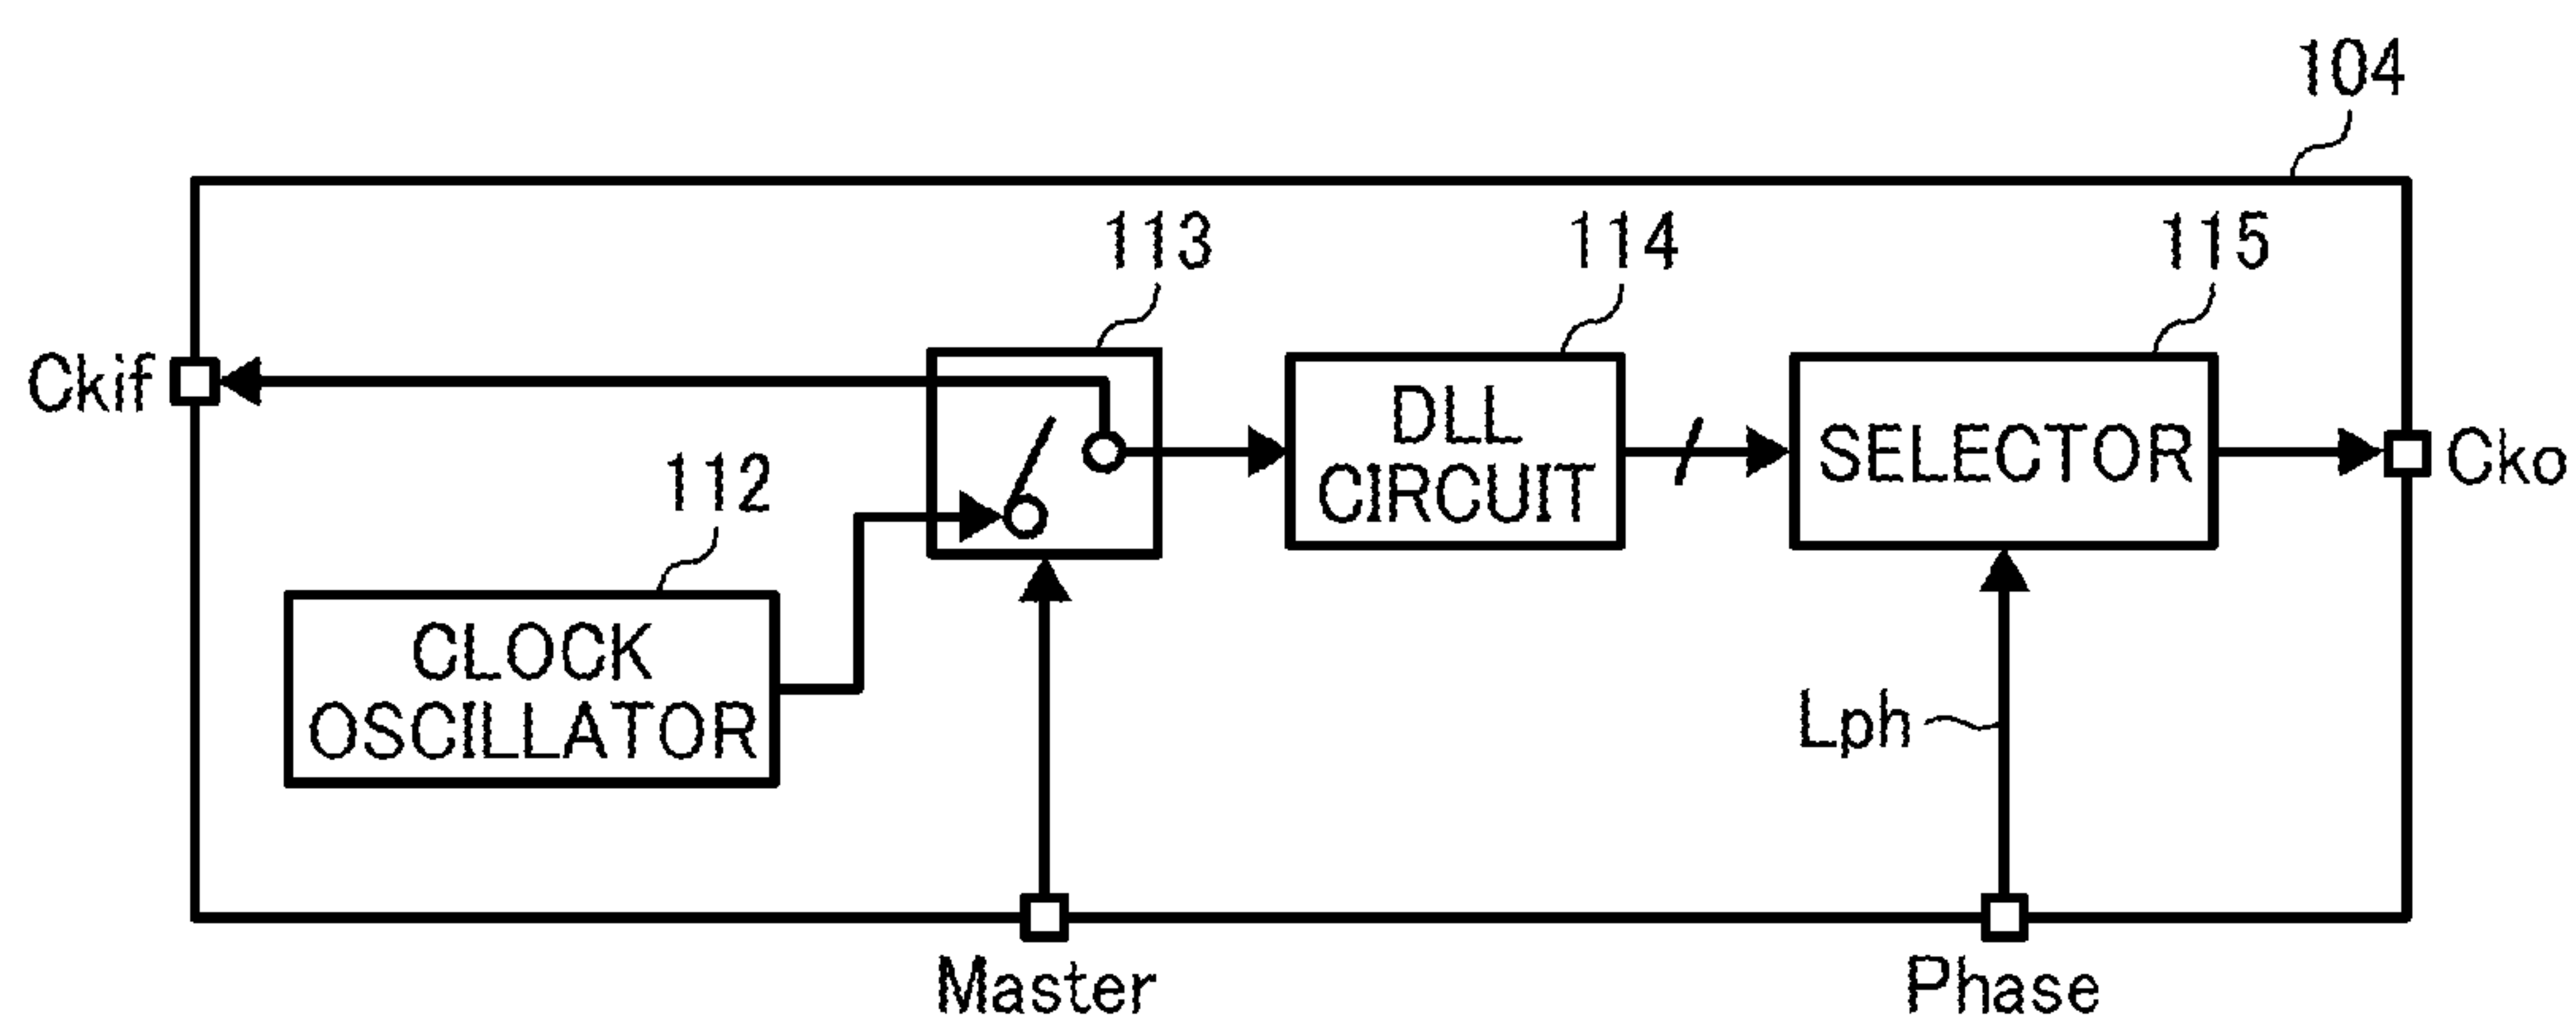 104
113
114
115
Ckif
DLL
CIRCUIT
SELECTOR
Cko
112
CLOCK
OSCILLATOR
Lph
Master
Phase